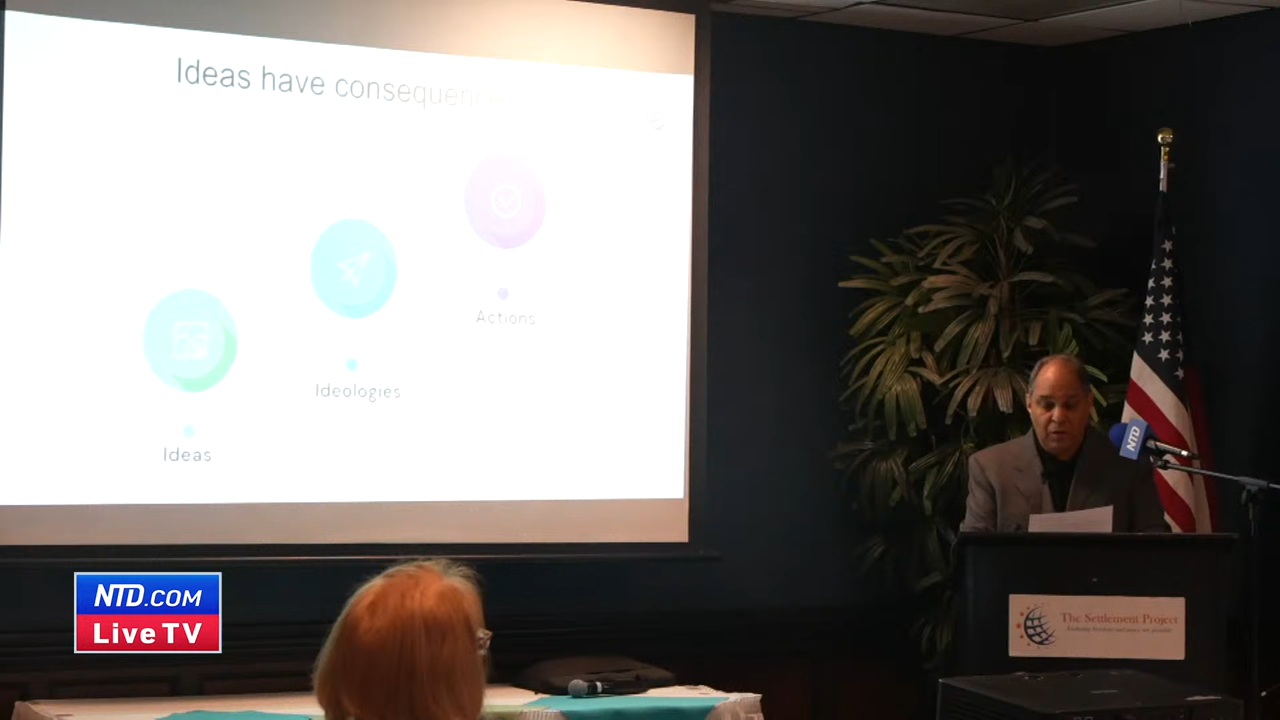 Ideas have consequen
Actions
Ideologies
Ideas
NTD
NTD.COM
Live TV
The Settlement Project